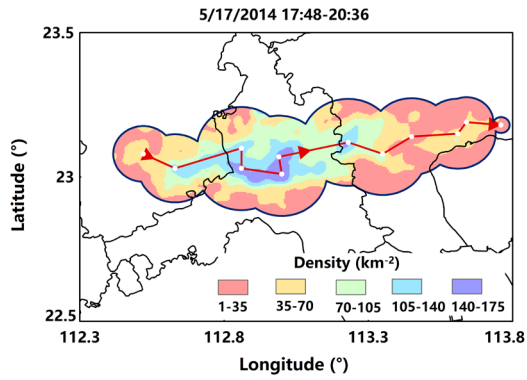 5/17/2014 17:48-20:36
23.5
23
22.5
Latitude (°)
Density (km-2)
1-35 35-70 70-105 105-140 140-175
112.3 112.8 113.3 113.8
Longitude (°)